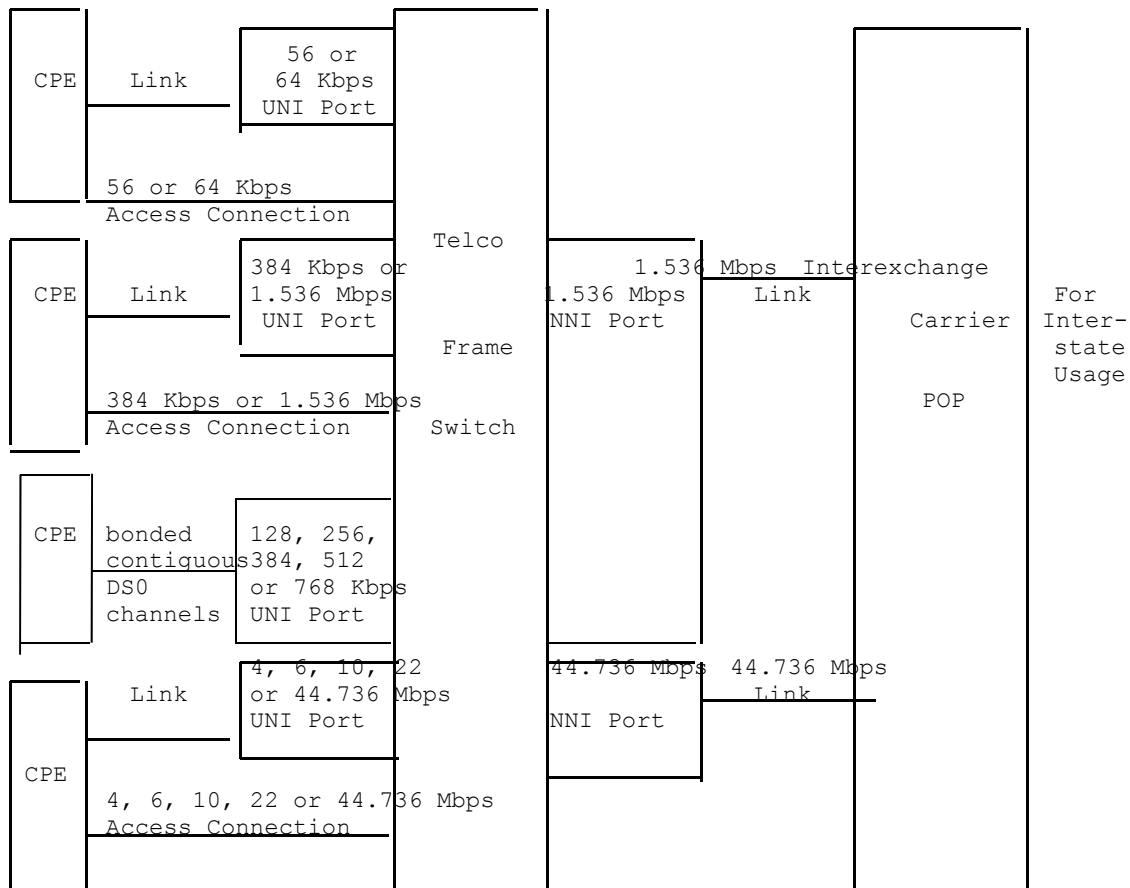 56 or
CPE Link 64 Kbps
UNI Port
56 or 64 Kbps
Access Connection
Telco
384 Kbps or 1.536 Mbps Interexchange
CPE Link 1.536 Mbps 1.536 Mbps Link For
UNI Port NNI Port Carrier Inter-
Frame state
Usage
384 Kbps or 1.536 Mbps POP
Access Connection Switch
CPE bonded 128, 256,
contiguous 384, 512
DS0 or 768 Kbps
channels UNI Port
4, 6, 10, 22 44.736 Mbps 44.736 Mbps
Link or 44.736 Mbps Link
UNI Port NNI Port
CPE
4, 6, 10, 22 or 44.736 Mbps
Access Connection